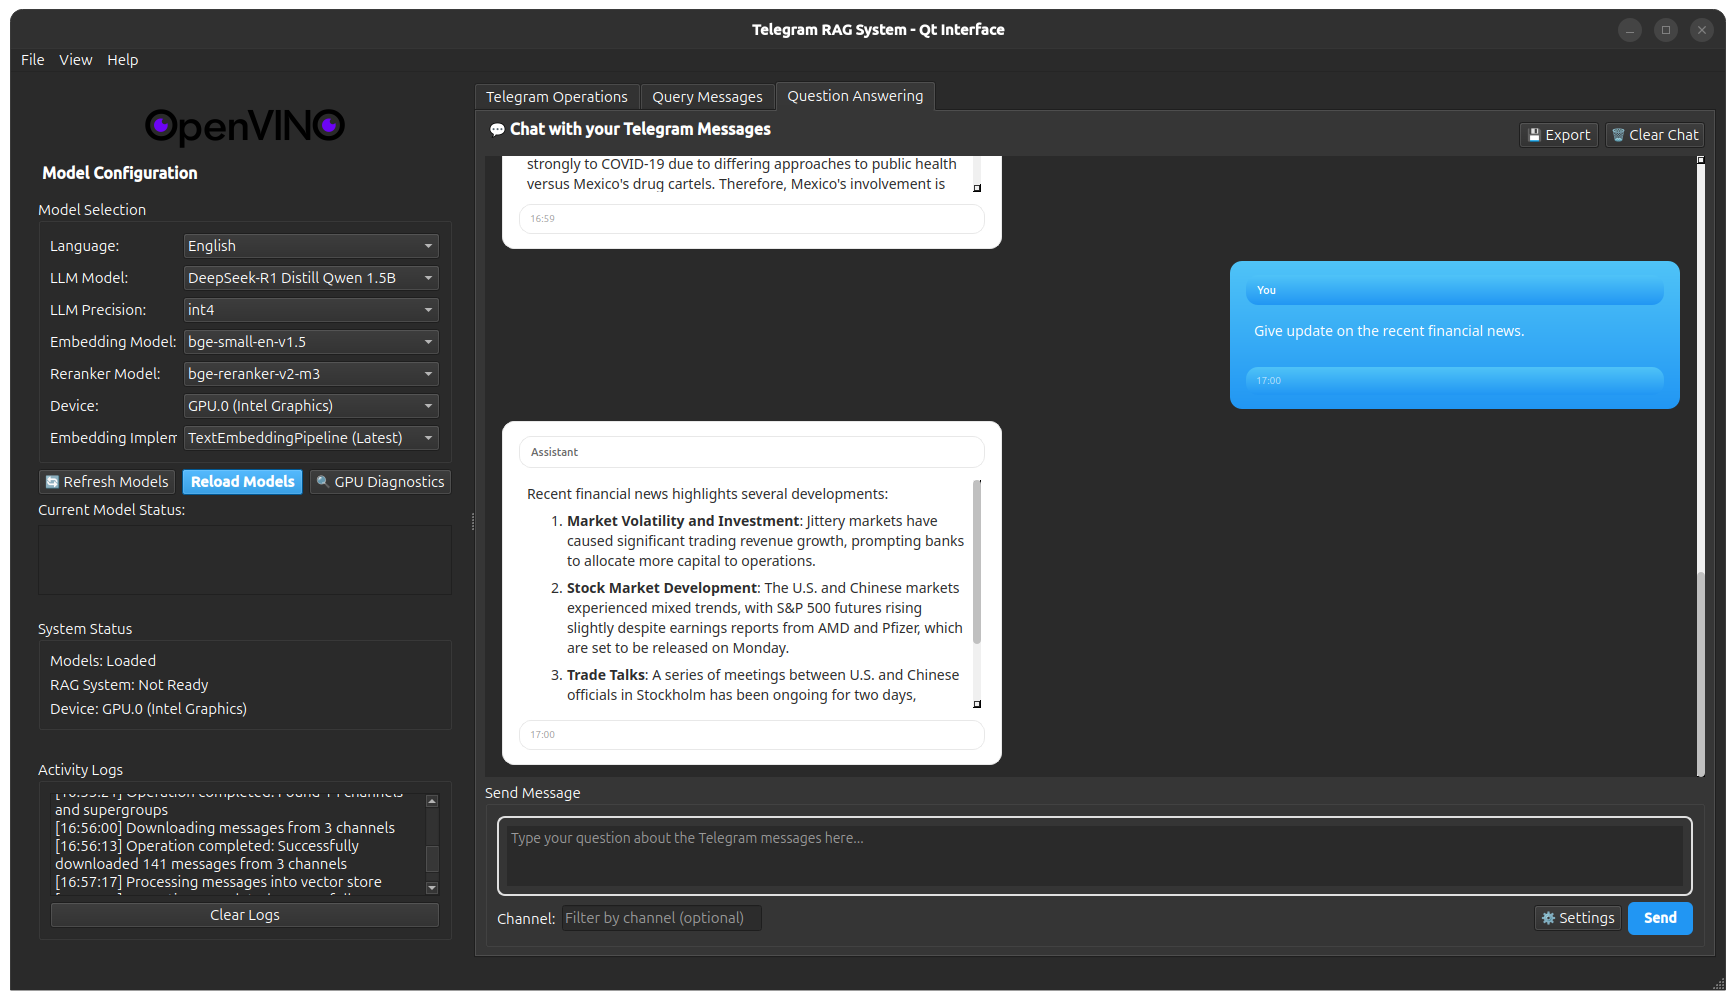 Telegram RAG System - Qt Interface
File View Help
OpenVINO
Model Configuration
Model Selection
Language: English
LLM Model: DeepSeek-R1 Distill Qwen 1.5B
LLM Precision: int4
Embedding Model: bge-small-en-v1.5
Reranker Model: bge-reranker-v2-m3
Device: GPU.0 (Intel Graphics)
Embedding Implem TextEmbeddingPipeline (Latest)
Refresh Models Reload Models GPU Diagnostics
Current Model Status:
System Status
Models: Loaded
RAG System: Not Ready
Device: GPU.0 (Intel Graphics)
Activity Logs
and supergroups
[16:56:00] Downloading messages from 3 channels
[16:56:13] Operation completed: Successfully
downloaded 141 messages from 3 channels
[16:57:17] Processing messages into vector store
Clear Logs
Telegram Operations Query Messages Question Answering
Chat with your Telegram Messages
Export Clear Chat
strongly to COVID-19 due to differing approaches to public health
versus Mexico's drug cartels. Therefore, Mexico's involvement is
16:59
You
Give update on the recent financial news.
17:00
Assistant
Recent financial news highlights several developments:
1. Market Volatility and Investment: Jittery markets have
caused significant trading revenue growth, prompting banks
to allocate more capital to operations.
2. Stock Market Development: The U.S. and Chinese markets
experienced mixed trends, with S&P 500 futures rising
slightly despite earnings reports from AMD and Pfizer, which
are set to be released on Monday.
3. Trade Talks: A series of meetings between U.S. and Chinese
officials in Stockholm has been ongoing for two days,
17:00
Send Message
Type your question about the Telegram messages here...
Channel: Filter by channel (optional)
Settings Send